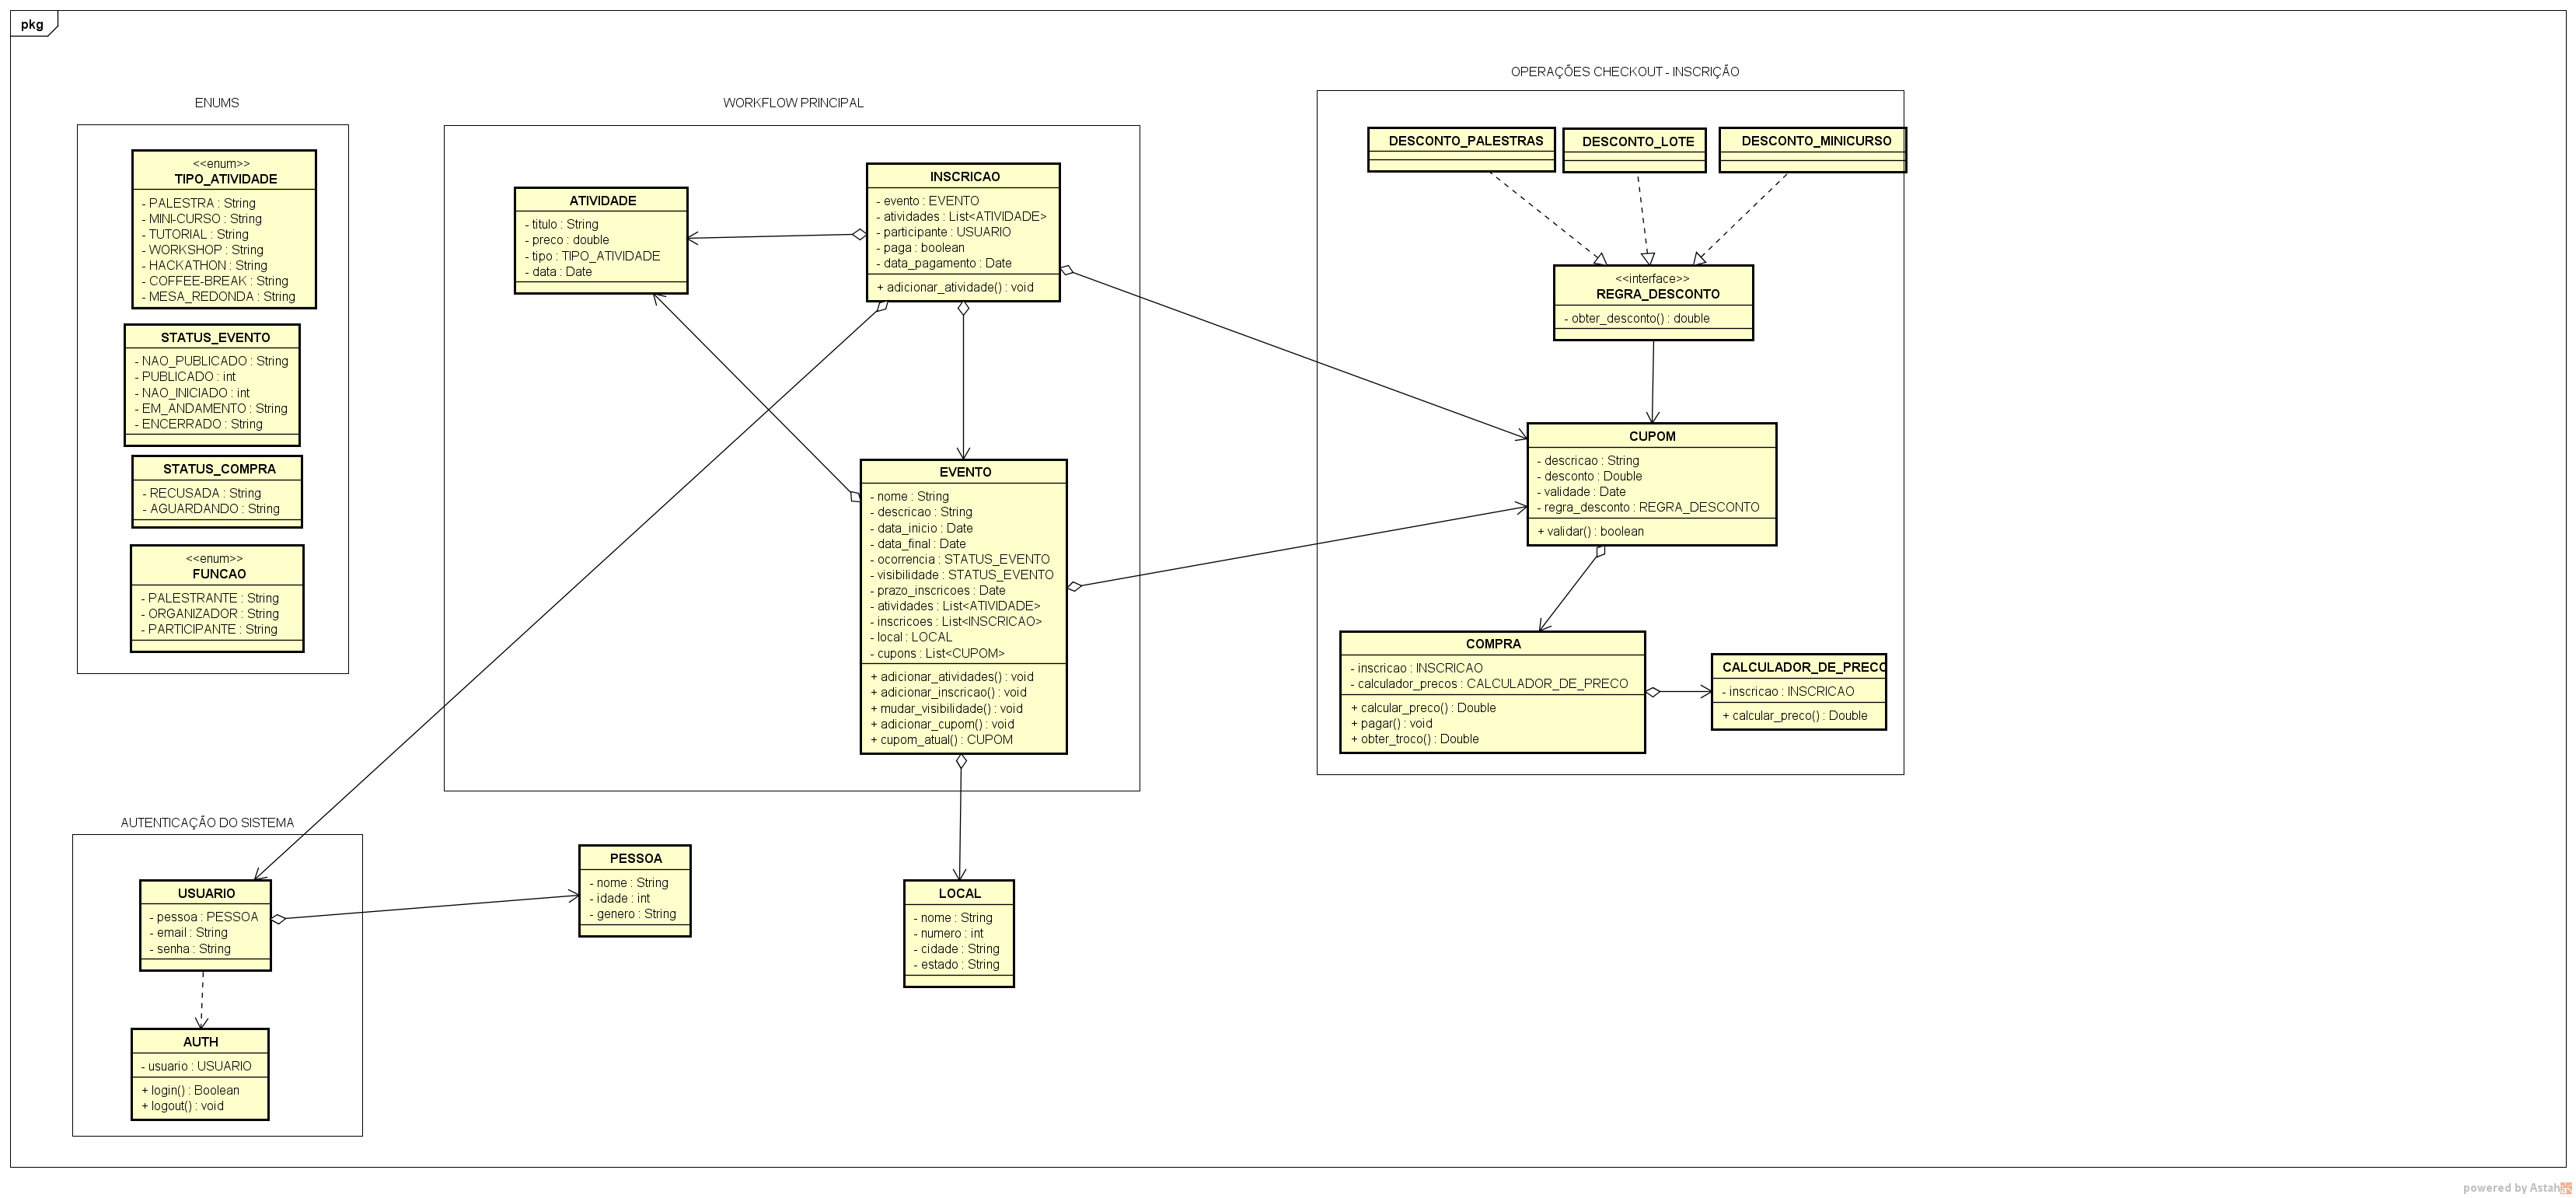 pkg
ENUMS
<<enum>>
TIPO_ATIVIDADE
- PALESTRA : String
- MINI-CURSO : String
- TUTORIAL : String
- WORKSHOP : String
- HACKATHON : String
- COFFEE-BREAK : String
- MESA_REDONDA : String
STATUS_EVENTO
- NAO_PUBLICADO : String
- PUBLICADO : int
- NAO_INICIADO : int
- EM_ANDAMENTO : String
- ENCERRADO : String
STATUS_COMPRA
- RECUSADA : String
- AGUARDANDO : String
<<enum>>
FUNCAO
- PALESTRANTE : String
- ORGANIZADOR : String
- PARTICIPANTE : String
WORKFLOW PRINCIPAL
ATIVIDADE
- titulo : String
- preco : double
- tipo : TIPO_ATIVIDADE
- data : Date
INSCRICAO
- evento : EVENTO
- atividades : List<ATIVIDADE>
- participante : USUARIO
- paga : boolean
- data_pagamento : Date
+ adicionar_atividade() : void
EVENTO
- nome : String
- descricao : String
- data_inicio : Date
- data_final : Date
- ocorrencia : STATUS_EVENTO
- visibilidade : STATUS_EVENTO
- prazo_inscricoes : Date
- atividades : List<ATIVIDADE>
- inscricoes : List<INSCRICAO>
- local : LOCAL
- cupons : List<CUPOM>
+ adicionar_atividades() : void
+ adicionar_inscricao() : void
+ mudar_visibilidade() : void
+ adicionar_cupom() : void
+ cupom_atual() : CUPOM
OPERAÇÕES CHECKOUT - INSCRIÇÃO
DESCONTO_PALESTRAS
DESCONTO_LOTE
DESCONTO_MINICURSO
<<interface>>
REGRA_DESCONTO
- obter_desconto() : double
CUPOM
- descricao : String
- desconto : Double
- validade : Date
- regra_desconto : REGRA_DESCONTO
+ validar() : boolean
COMPRA
- inscricao : INSCRICAO
- calculador_precos : CALCULADOR_DE_PRECO
+ calcular_preco() : Double
+ pagar() : void
+ obter_troco() : Double
CALCULADOR_DE_PRECO
- inscricao : INSCRICAO
+ calcular_preco() : Double
AUTENTICAÇÃO DO SISTEMA
USUARIO
- pessoa : PESSOA
- email : String
- senha : String
AUTH
- usuario : USUARIO
+ login() : Boolean
+ logout() : void
PESSOA
- nome : String
- idade : int
- genero : String
LOCAL
- nome : String
- numero : int
- cidade : String
- estado : String
powered by Astah